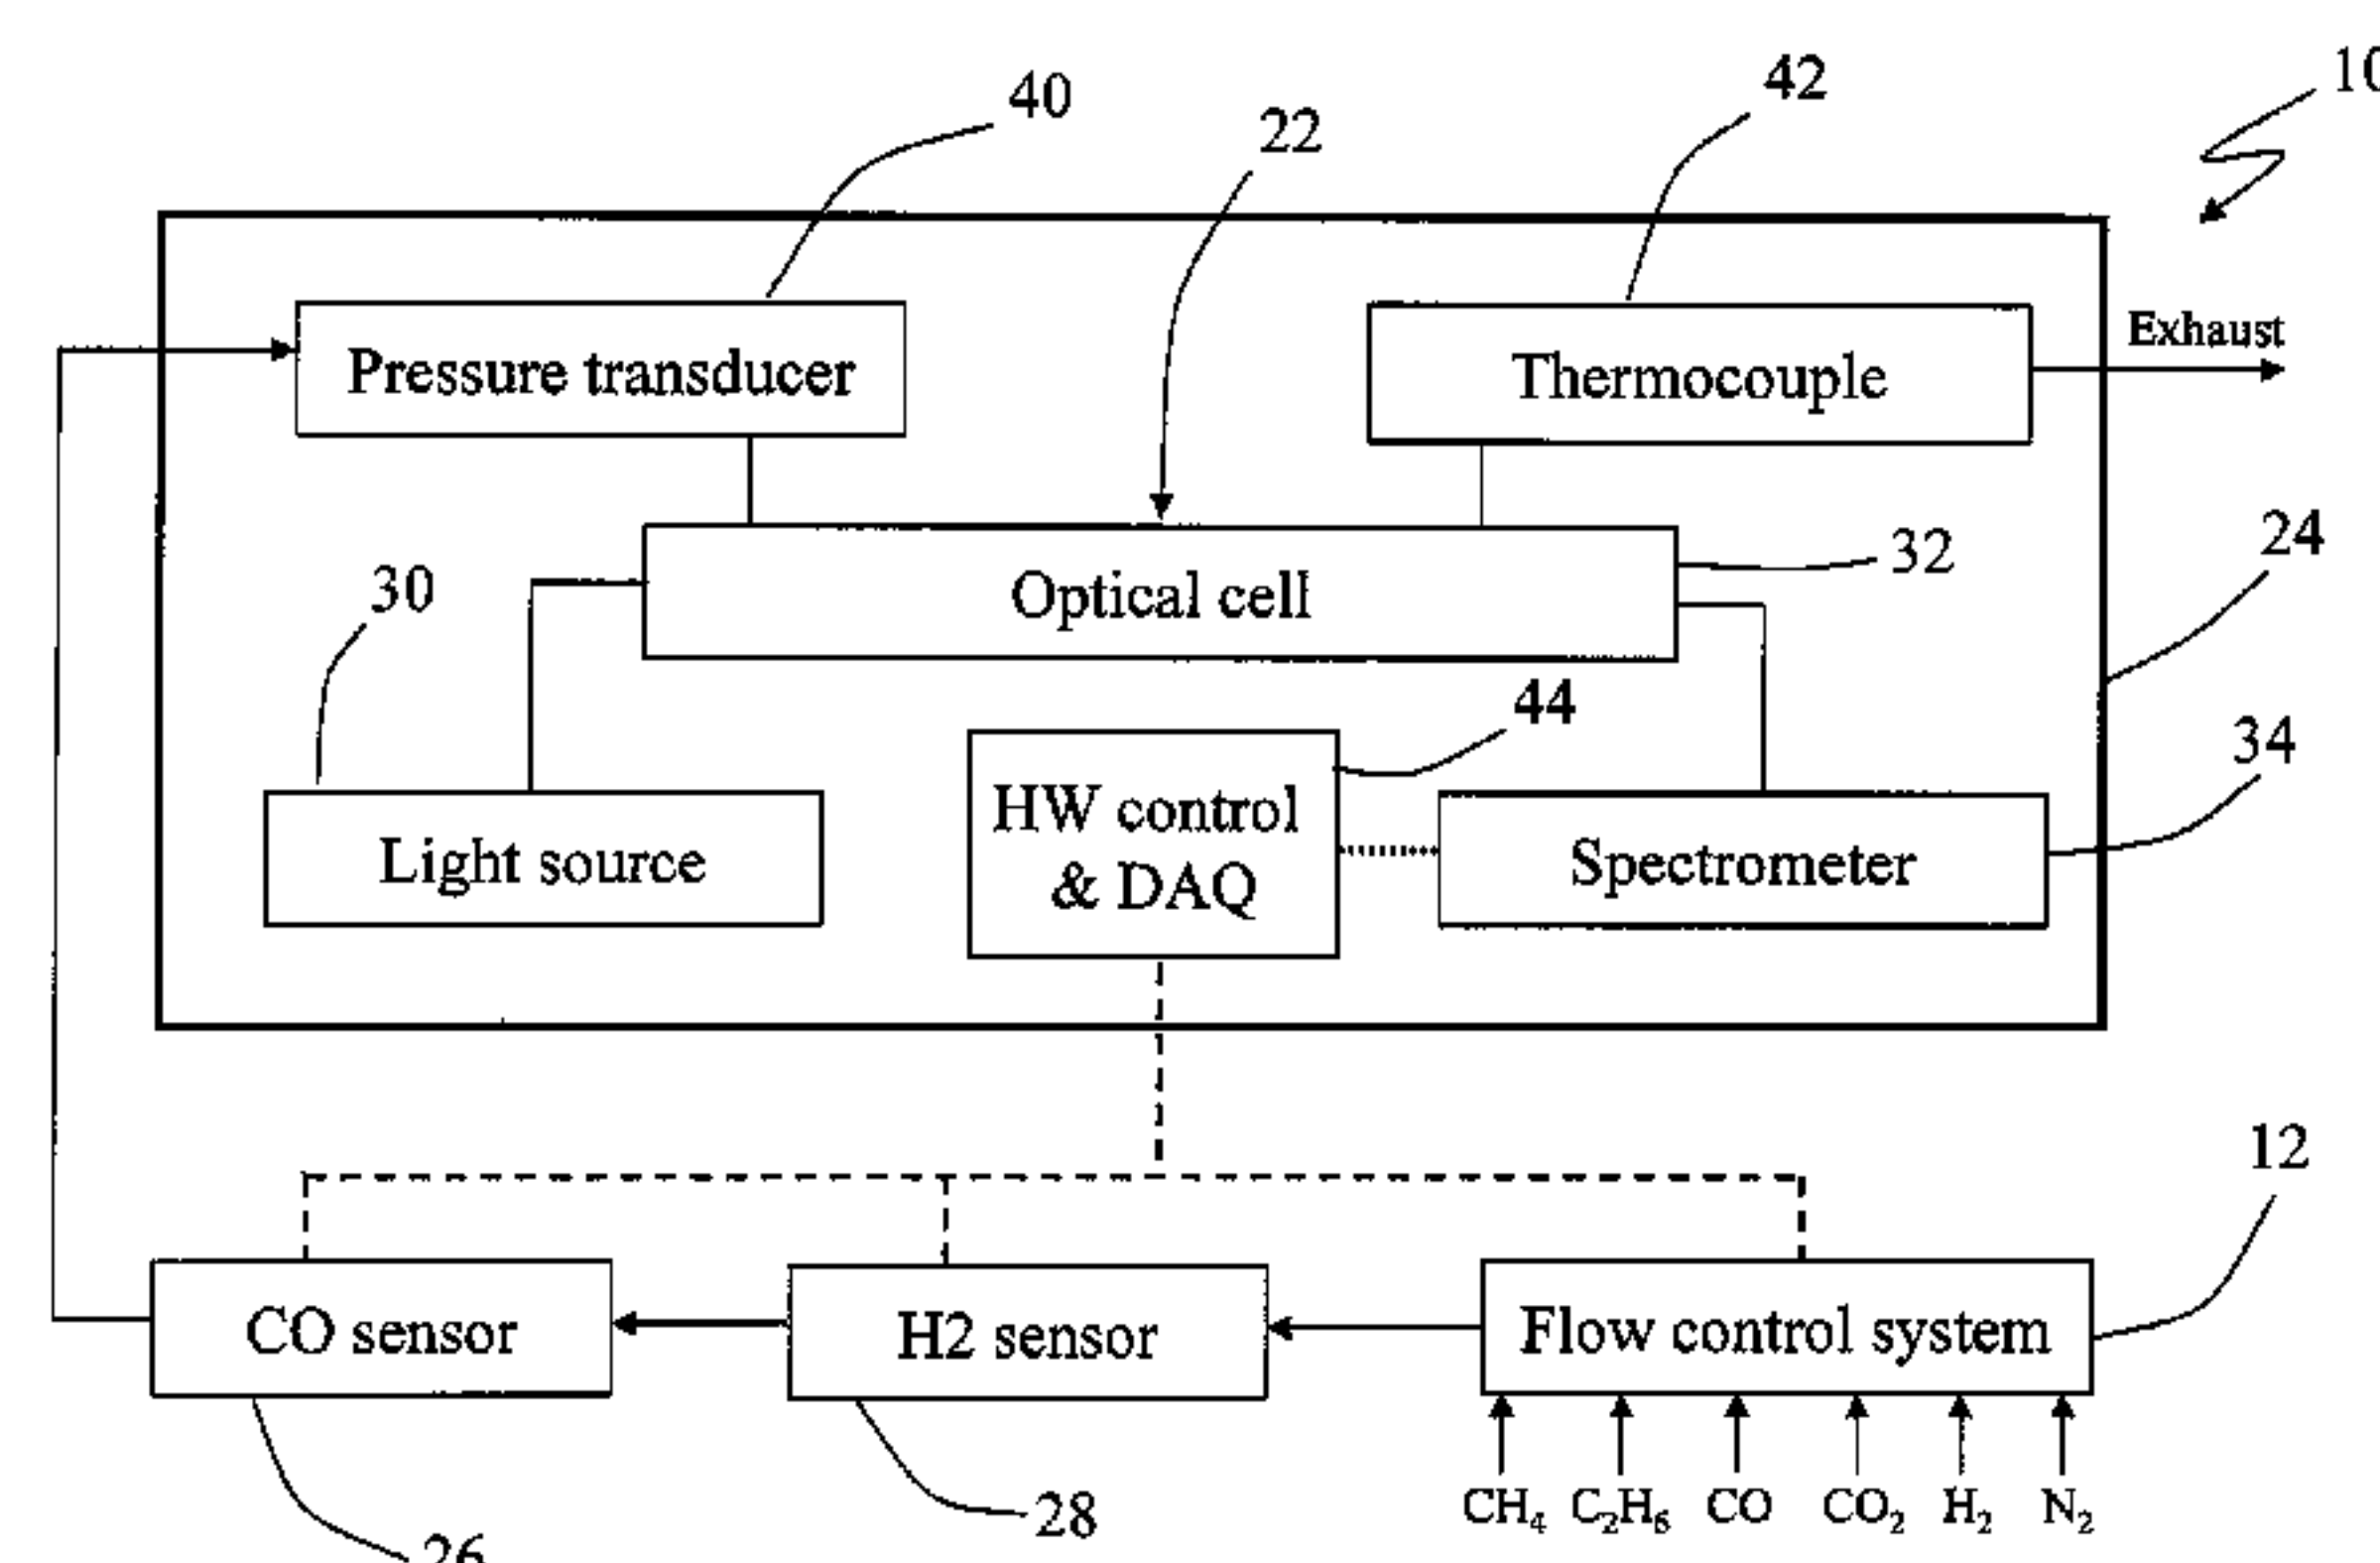 10
40
42
22
Exhaust
Pressure transducer
Thermocouple
24
32
30
Optical cell
44
34
HW control
& DAQ
Light source
Spectrometer
12
CO sensor
H2 sensor
Flow control system
CH₄ C₂H₆ CO CO₂ H₂ N₂
28
26